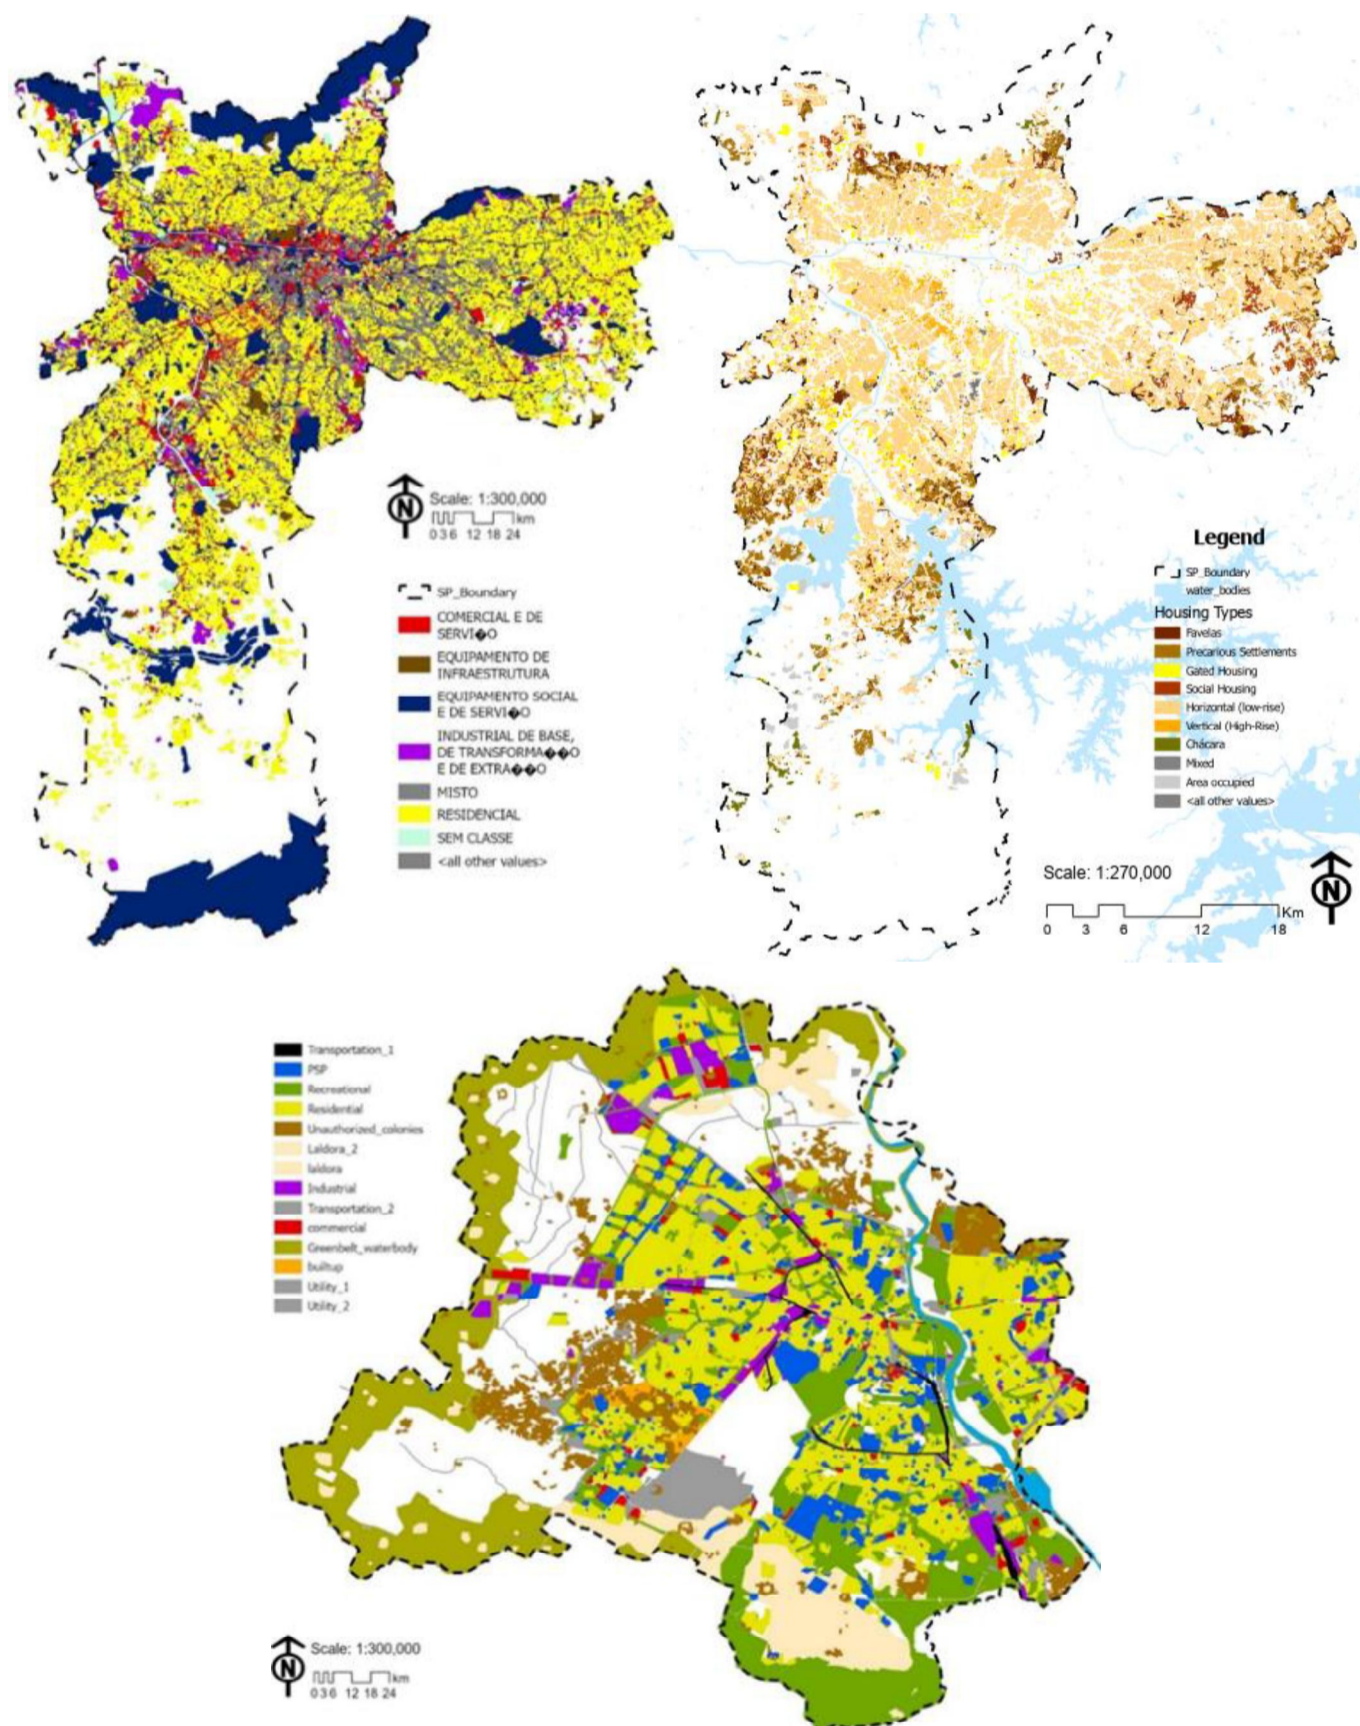 Scale: 1:300,000
km
0 3 6 12 18 24
SP_Boundary
COMERCIAL E DE
SERVI�O
EQUIPAMENTO DE
INFRAESTRUTURA
EQUIPAMENTO SOCIAL
E DE SERVI�O
INDUSTRIAL DE BASE,
DE TRANSFORMA��O
E DE EXTRA��O
MISTO
RESIDENCIAL
SEM CLASSE
<all other values>
N
Legend
SP_Boundary
water_bodies
Housing Types
Favelas
Precarious Settlements
Gated Housing
Social Housing
Horizontal (low-rise)
Vertical (High-Rise)
Chácara
Mixed
Area occupied
<all other values>
Scale: 1:270,000
Km
0 3 6 12 18
N
Transportation_1
PSP
Recreational
Residential
Unauthorized_colonies
Laldora_2
laldora
Industrial
Transportation_2
commercial
Greenbelt_waterbody
builtup
Utility_1
Utility_2
Scale: 1:300,000
km
0 3 6 12 18 24
N